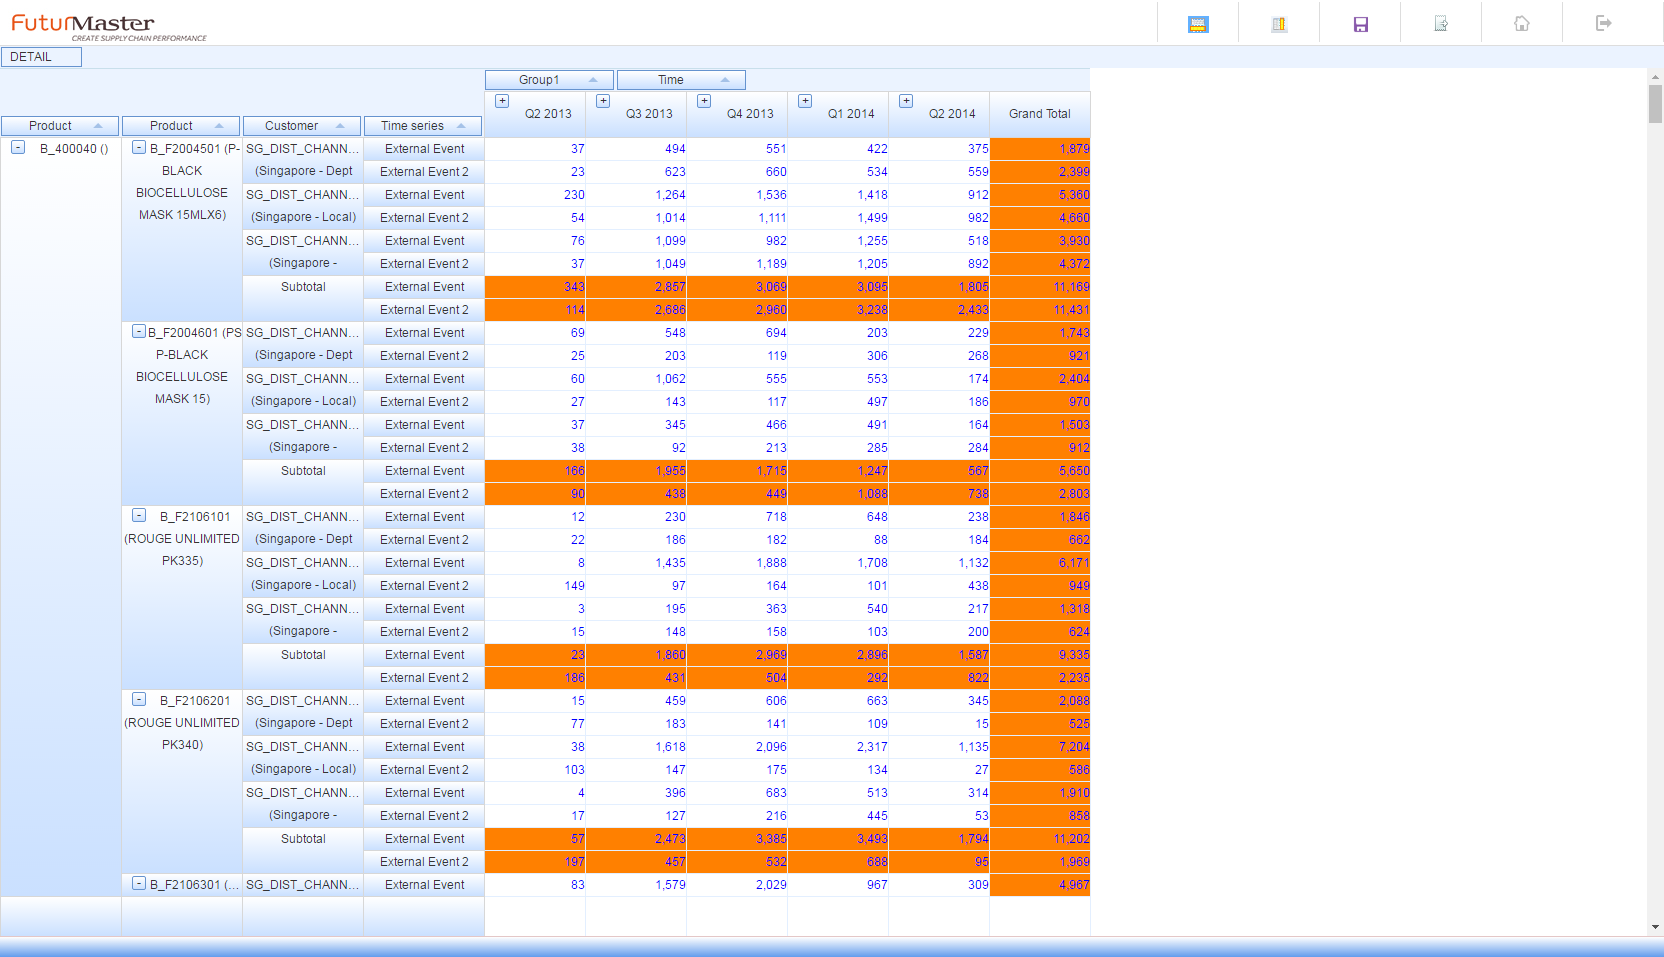 FuturMaster
CREATE SUPPLY CHAIN PERFORMANCE
DETAIL
Group1 Time
Product Product Customer Time series Q2 2013 Q3 2013 Q4 2013 Q1 2014 Q2 2014 Grand Total
B_400040 () B_F2004501 (P- SG_DIST_CHANN... External Event 37 494 551 422 375 1,879
BLACK (Singapore - Dept External Event 2 23 623 660 534 559 2,399
BIOCELLULOSE SG_DIST_CHANN... External Event 230 1,264 1,536 1,418 912 5,360
MASK 15MLX6) (Singapore - Local) External Event 2 54 1,014 1,111 1,499 982 4,660
SG_DIST_CHANN... External Event 76 1,099 982 1,255 518 3,930
(Singapore - External Event 2 37 1,049 1,189 1,205 892 4,372
Subtotal External Event 343 2,857 3,069 3,095 1,805 11,169
External Event 2 114 2,686 2,960 3,238 2,433 11,431
B_F2004601 (PS SG_DIST_CHANN... External Event 69 548 694 203 229 1,743
P-BLACK (Singapore - Dept External Event 2 25 203 119 306 268 921
BIOCELLULOSE SG_DIST_CHANN... External Event 60 1,062 555 553 174 2,404
MASK 15) (Singapore - Local) External Event 2 27 143 117 497 186 970
SG_DIST_CHANN... External Event 37 345 466 491 164 1,503
(Singapore - External Event 2 38 92 213 285 284 912
Subtotal External Event 166 1,955 1,715 1,247 567 5,650
External Event 2 90 438 449 1,088 738 2,803
B_F2106101 SG_DIST_CHANN... External Event 12 230 718 648 238 1,846
(ROUGE UNLIMITED (Singapore - Dept External Event 2 22 186 182 88 184 662
PK335) SG_DIST_CHANN... External Event 8 1,435 1,888 1,708 1,132 6,171
(Singapore - Local) External Event 2 149 97 164 101 438 949
SG_DIST_CHANN... External Event 3 195 363 540 217 1,318
(Singapore - External Event 2 15 148 158 103 200 624
Subtotal External Event 23 1,860 2,969 2,896 1,587 9,335
External Event 2 186 431 504 292 822 2,235
B_F2106201 SG_DIST_CHANN... External Event 15 459 606 663 345 2,088
(ROUGE UNLIMITED (Singapore - Dept External Event 2 77 183 141 109 15 525
PK340) SG_DIST_CHANN... External Event 38 1,618 2,096 2,317 1,135 7,204
(Singapore - Local) External Event 2 103 147 175 134 27 586
SG_DIST_CHANN... External Event 4 396 683 513 314 1,910
(Singapore - External Event 2 17 127 216 445 53 858
Subtotal External Event 57 2,473 3,385 3,493 1,794 11,202
External Event 2 197 457 532 688 95 1,969
B_F2106301 (... SG_DIST_CHANN... External Event 83 1,579 2,029 967 309 4,967